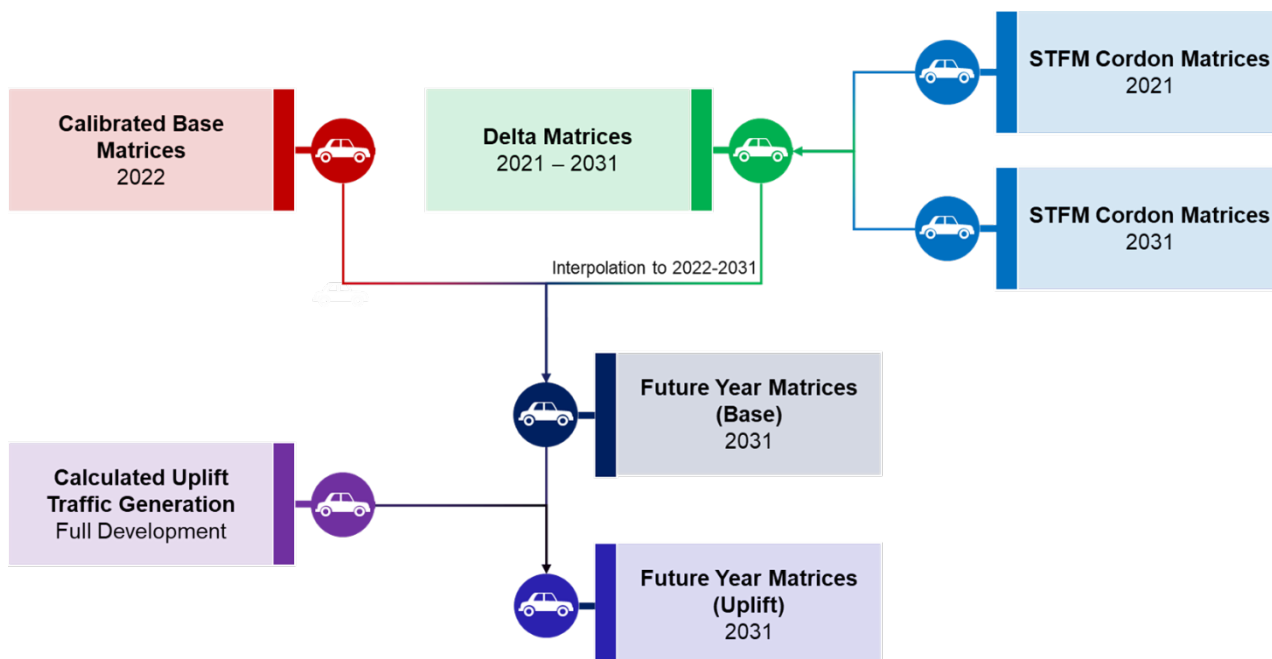 STFM Cordon Matrices
2021
Calibrated Base
Matrices
2022
Delta Matrices
2021 – 2031
STFM Cordon Matrices
2031
Interpolation to 2022-2031
Future Year Matrices
(Base)
2031
Calculated Uplift
Traffic Generation
Full Development
Future Year Matrices
(Uplift)
2031